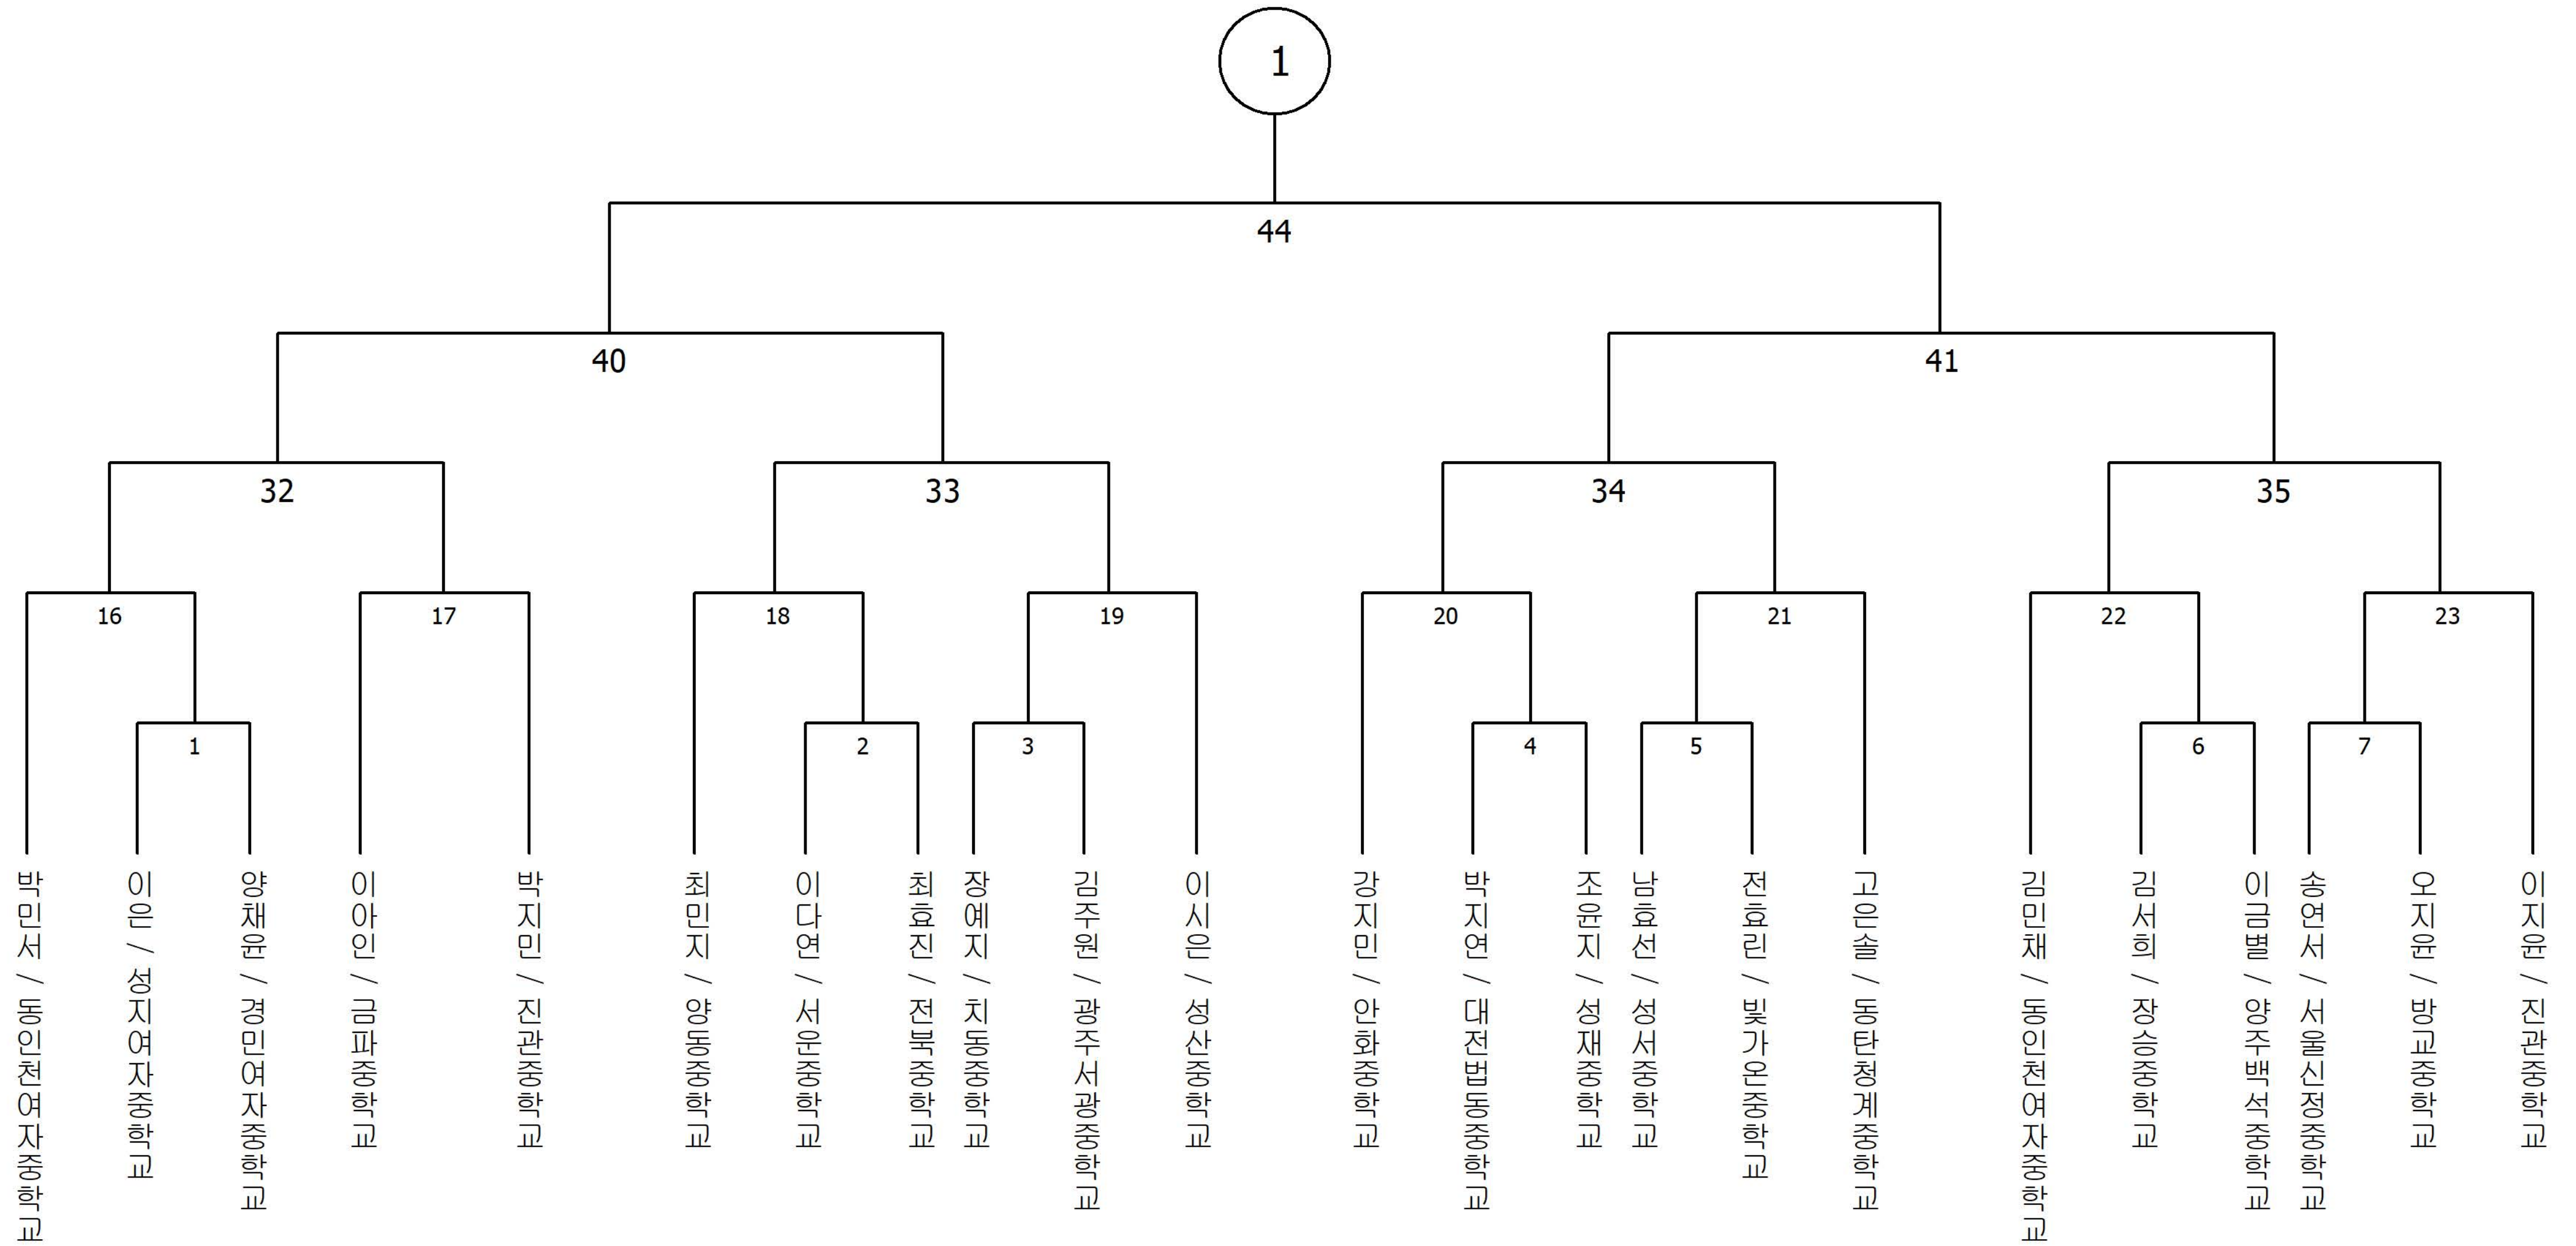 1
44
40
41
32
33
34
35
16
17
18
19
20
21
22
23
1
2
3
4
5
6
7
박민서 / 동인천여자중학교
이은 / 성지여자중학교
양채윤 / 경민여자중학교
이아인 / 금파중학교
박지민 / 진관중학교
최민지 / 양동중학교
이다연 / 서운중학교
최효진 / 전북중학교
장예지 / 치동중학교
김주원 / 광주서광중학교
이시은 / 성산중학교
강지민 / 안화중학교
박지연 / 대전법동중학교
조윤지 / 성재중학교
남효선 / 성서중학교
전효린 / 빛가온중학교
고은솔 / 동탄청계중학교
김민채 / 동인천여자중학교
김서희 / 장승중학교
이금별 / 양주백석중학교
송연서 / 서울신정중학교
오지윤 / 방교중학교
이지윤 / 진관중학교